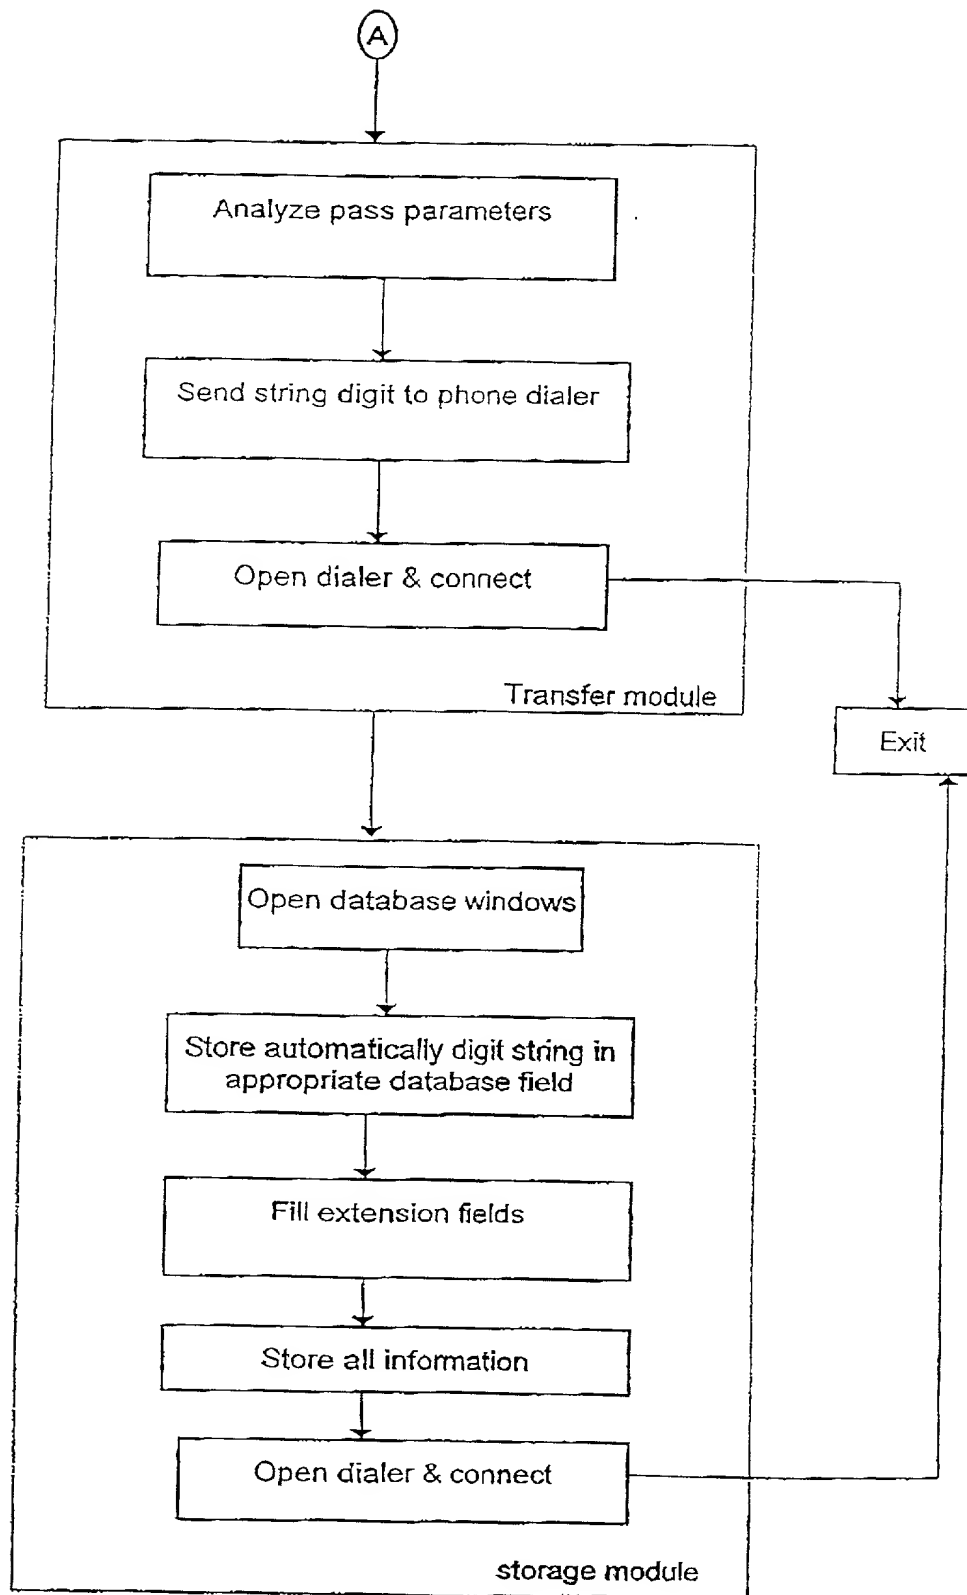 A
Analyze pass parameters
Send string digit to phone dialer
Open dialer & connect
Transfer module
Exit
Open database windows
Store automatically digit string in
appropriate database field
Fill extension fields
Store all information
Open dialer & connect
storage module